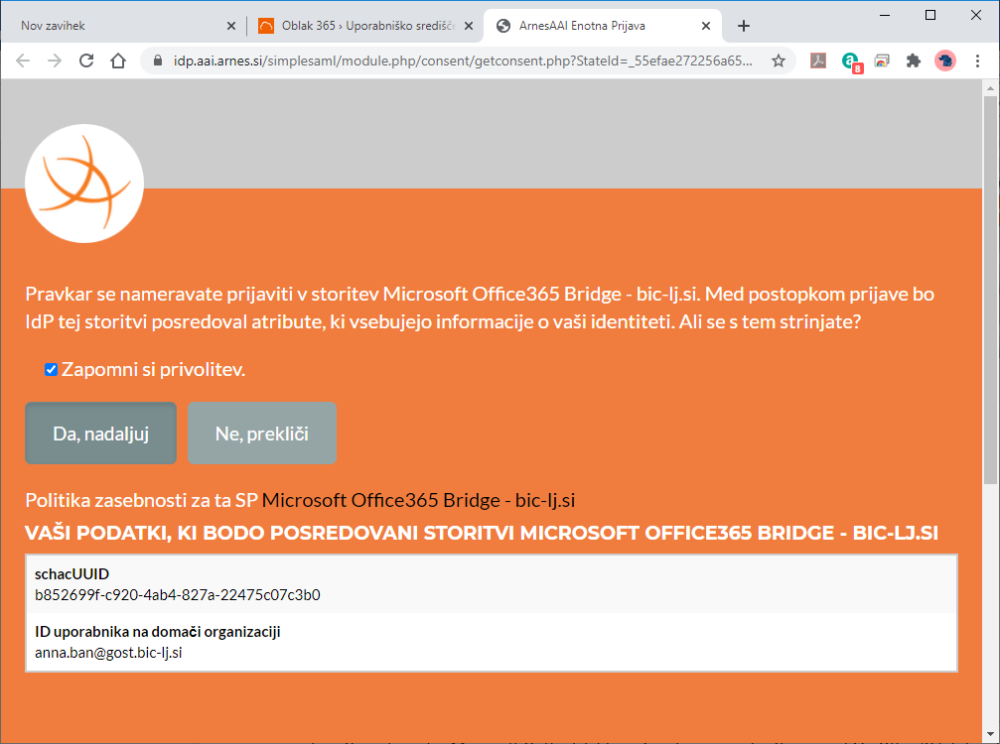 Nov zavihek
Oblak 365 › Uporabniško središče
ArnesAAI Enotna Prijava
idp.aai.arnes.si/simplesaml/module.php/consent/getconsent.php?StateId=_55efae272256a65...
8
Pravkar se nameravate prijaviti v storitev Microsoft Office365 Bridge - bic-lj.si. Med postopkom prijave bo
IdP tej storitvi posredoval atribute, ki vsebujejo informacije o vaši identiteti. Ali se s tem strinjate?
Zapomni si privolitev.
Da, nadaljuj
Ne, prekliči
Politika zasebnosti za ta SP Microsoft Office365 Bridge - bic-lj.si
VAŠI PODATKI, KI BODO POSREDOVANI STORITVI MICROSOFT OFFICE365 BRIDGE - BIC-LJ.SI
schacUUID
b852699f-c920-4ab4-827a-22475c07c3b0
ID uporabnika na domači organizaciji
anna.ban@gost.bic-lj.si